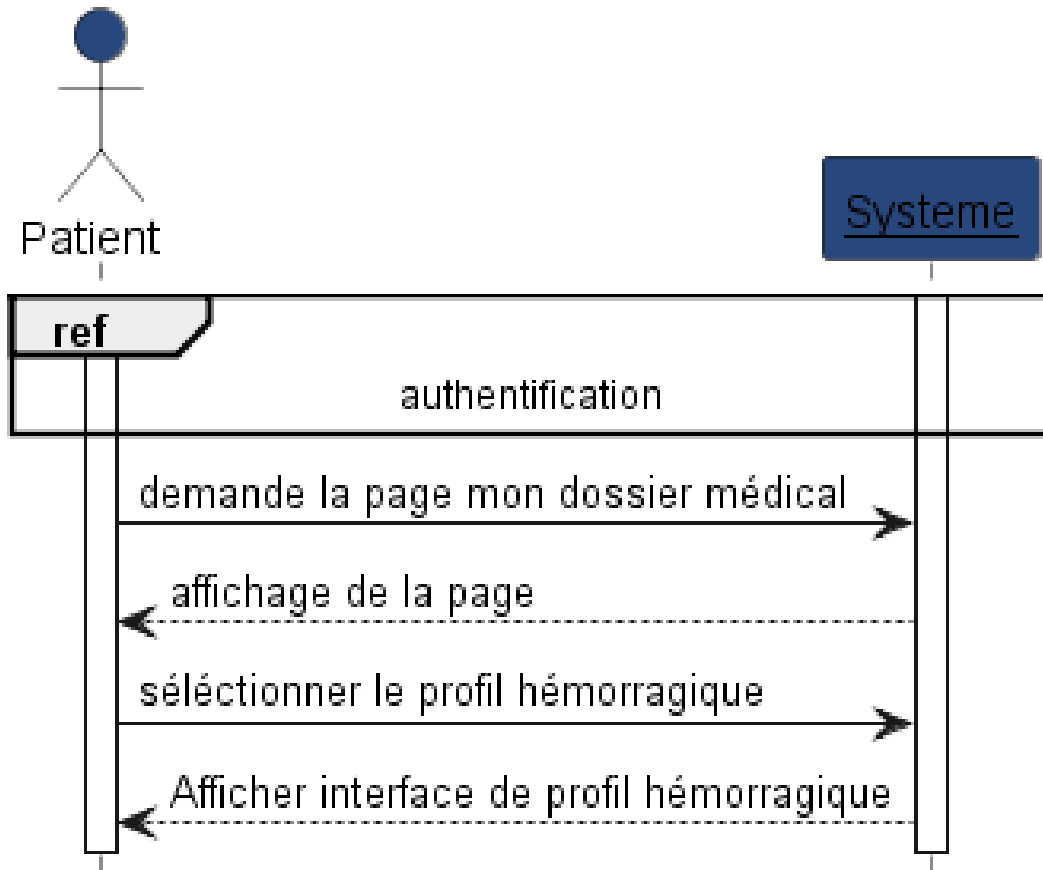 Patient
Systeme
ref
authentification
demande la page mon dossier médical
affichage de la page
séléctionner le profil hémorragique
Afficher interface de profil hémorragique